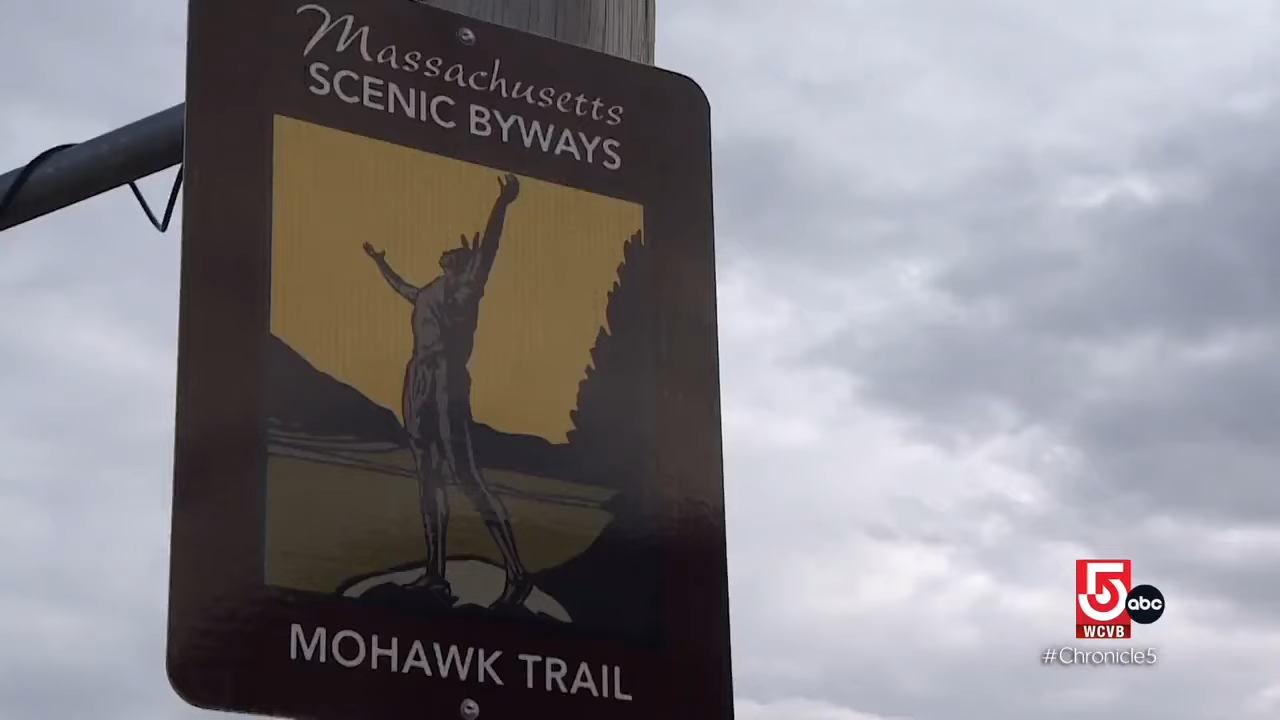 Massachusetts
SCENIC BYWAYS
MOHAWK TRAIL
5
abc
WCVB
#Chronicle5